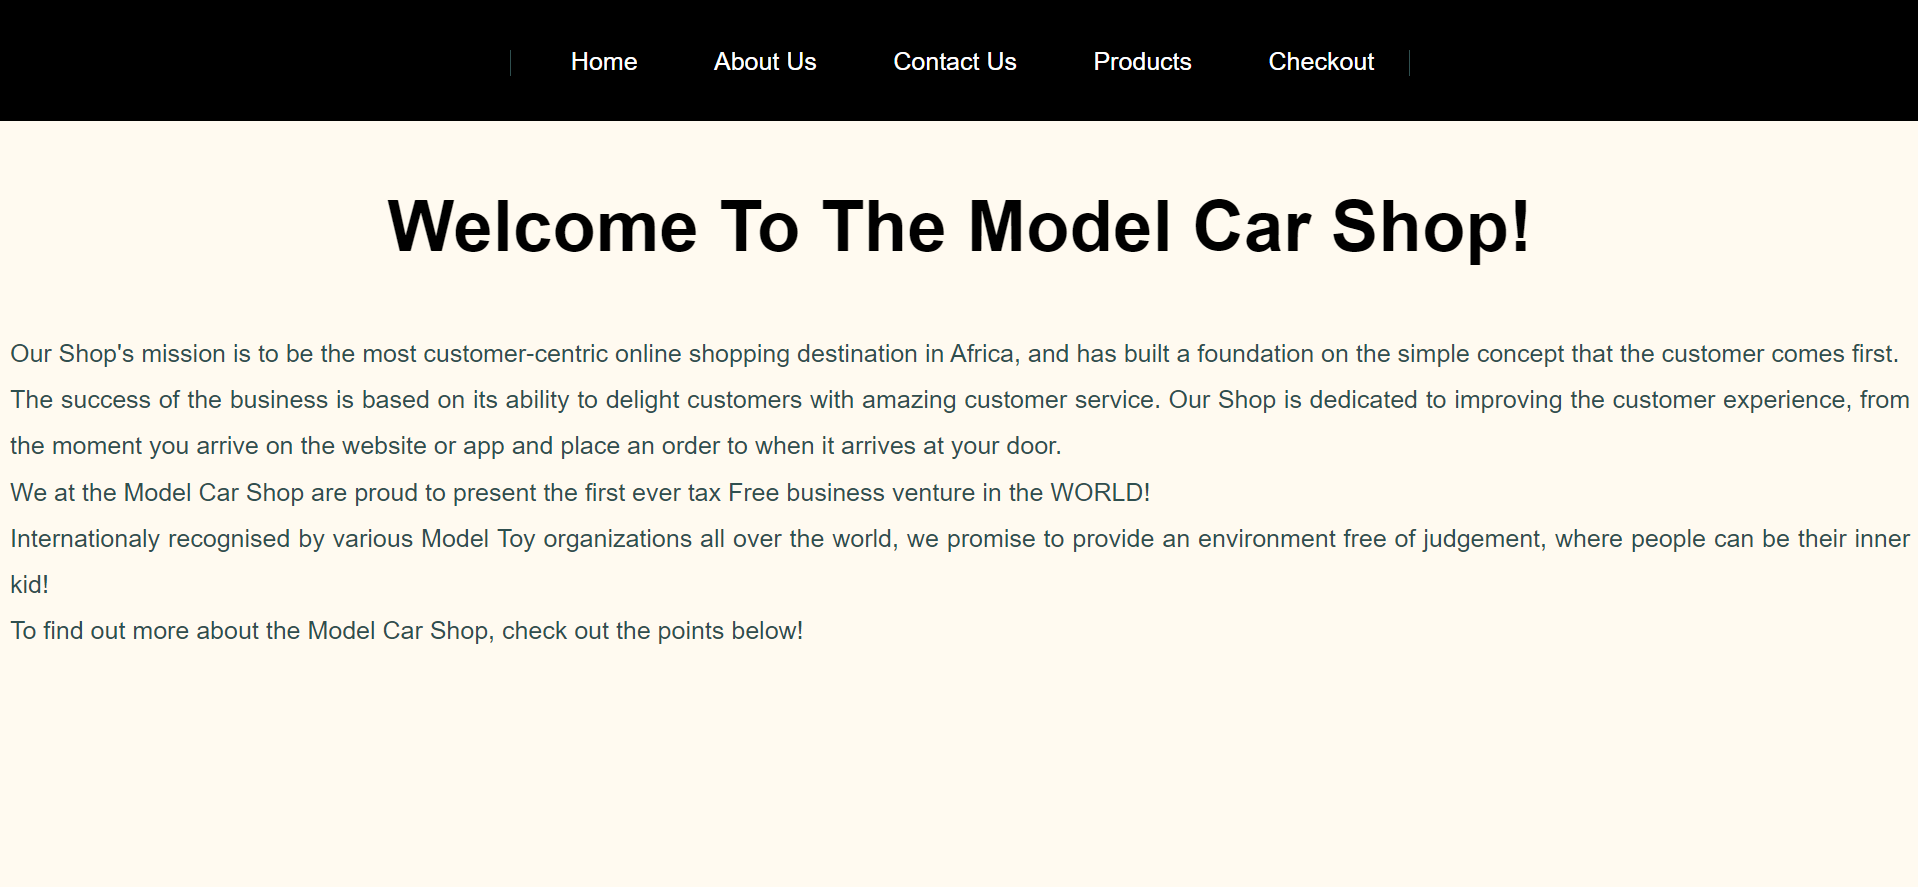 Home About Us Contact Us Products Checkout
Welcome To The Model Car Shop!
Our Shop's mission is to be the most customer-centric online shopping destination in Africa, and has built a foundation on the simple concept that the customer comes first.
The success of the business is based on its ability to delight customers with amazing customer service. Our Shop is dedicated to improving the customer experience, from
the moment you arrive on the website or app and place an order to when it arrives at your door.
We at the Model Car Shop are proud to present the first ever tax Free business venture in the WORLD!
Internationaly recognised by various Model Toy organizations all over the world, we promise to provide an environment free of judgement, where people can be their inner
kid!
To find out more about the Model Car Shop, check out the points below!